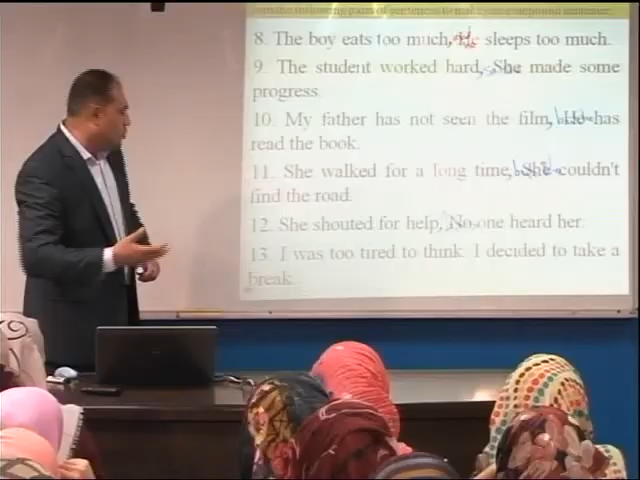 8. The boy eats too much, He sleeps too much.
9. The student worked hard, She made some
progress.
10. My father has not seen the film, He has
read the book.
11. She walked for a long time, She couldn't
find the road.
12. She shouted for help, No one heard her.
13. I was too tired to think. I decided to take a
break.